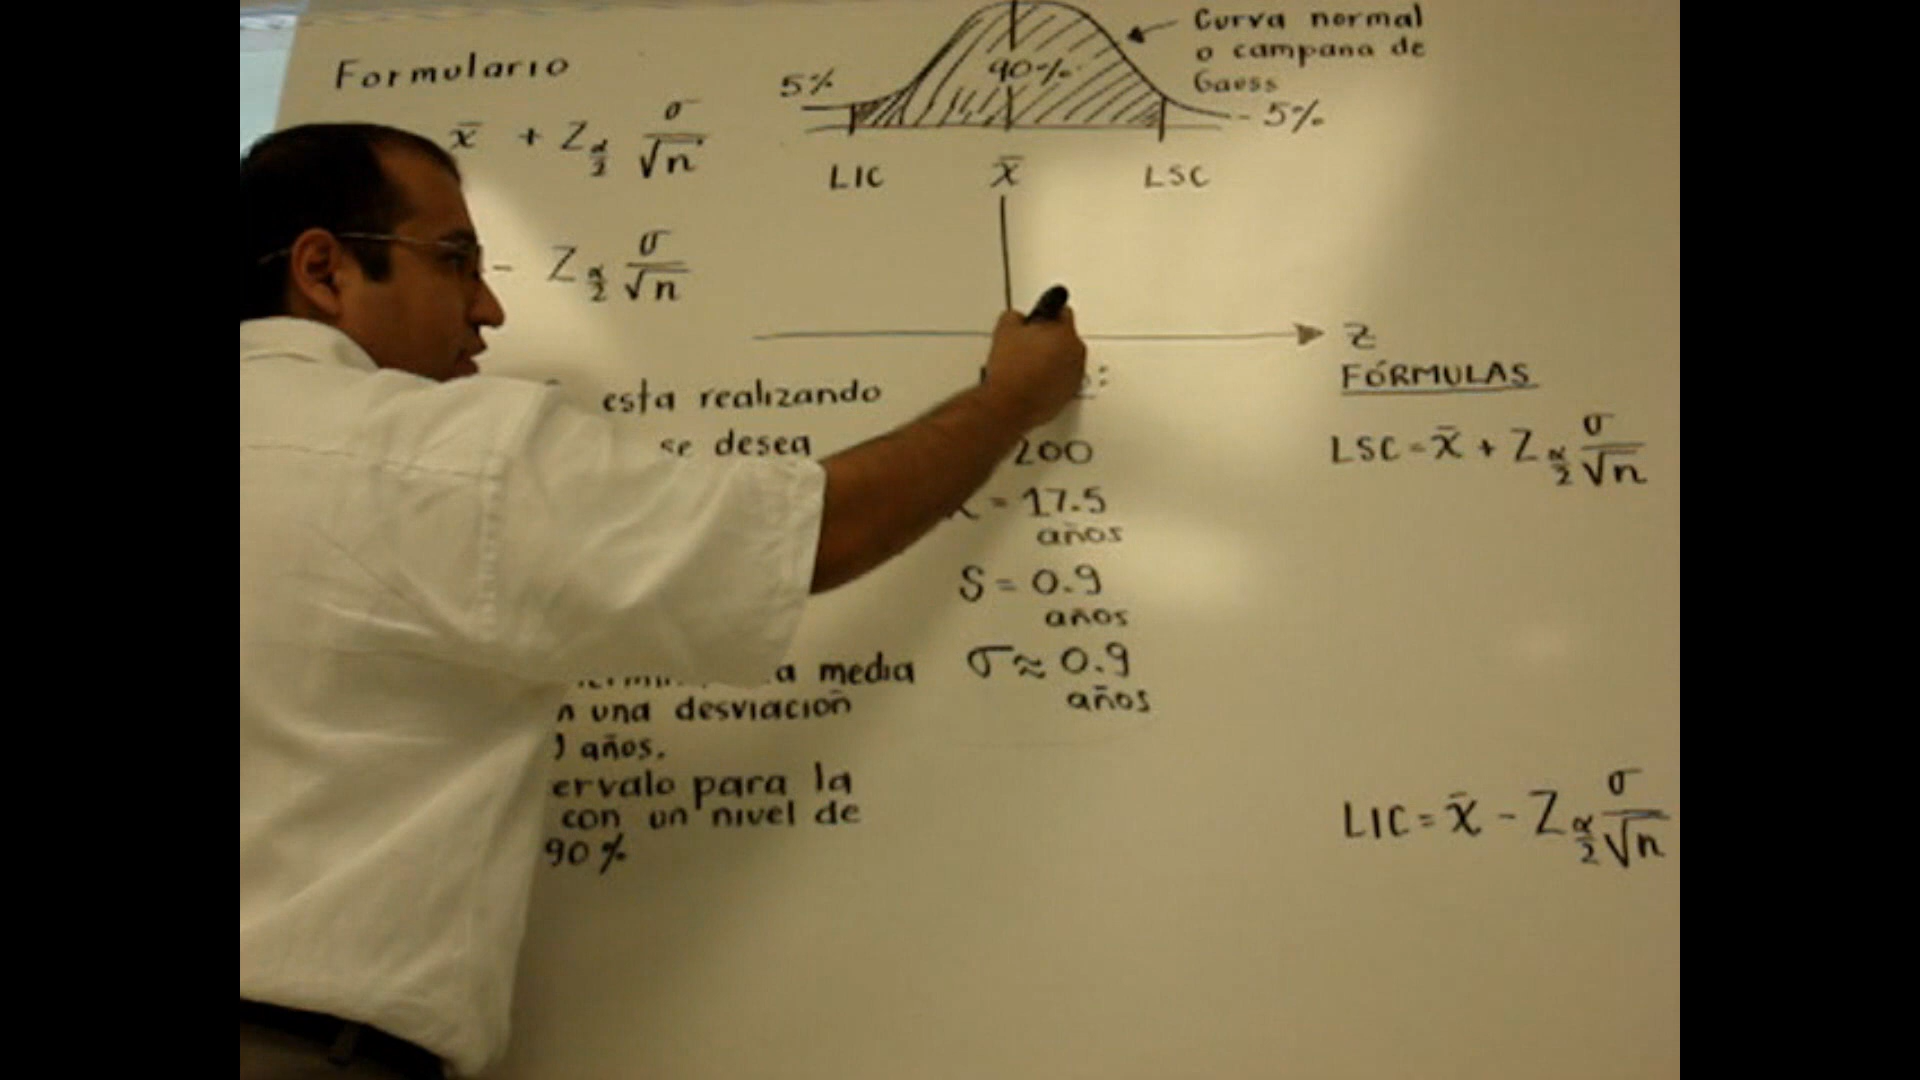 Formulario
x̄ + Z α/2 σ/√n
- Z α/2 σ/√n
5%
90%
- 5%
Curva normal
o campana de
Gauss
LIC x̄ LSC
Z
esta realizando
se desea
a media
una desviación
años.
ervalo para la
con un nivel de
90%
200
= 17.5
años
S = 0.9
años
σ ≈ 0.9
años
FÓRMULAS
LSC = x̄ + Z α/2 σ/√n
LIC = x̄ - Z α/2 σ/√n